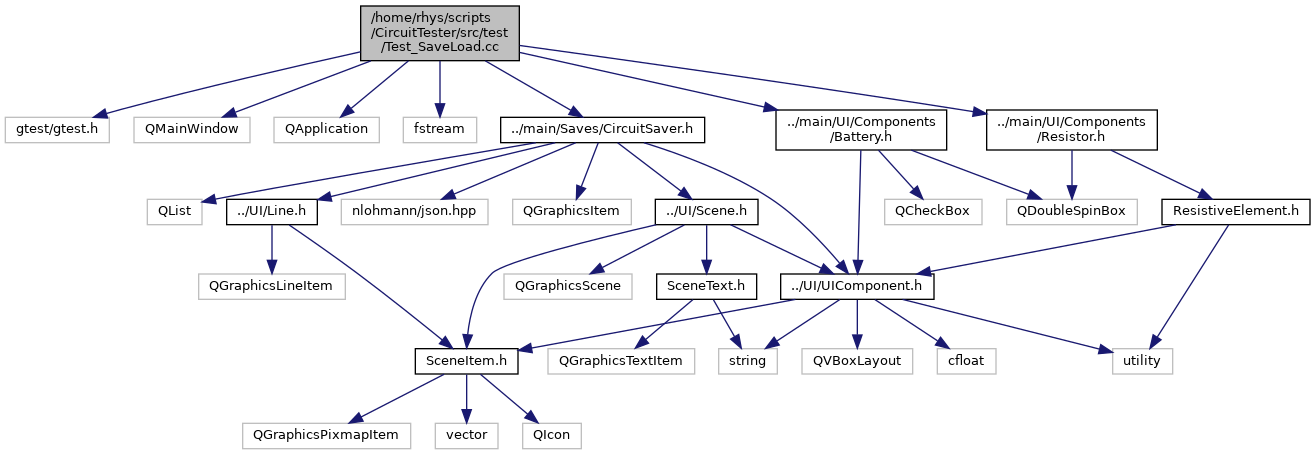 /home/rhys/scripts
/CircuitTester/src/test
/Test_SaveLoad.cc
gtest/gtest.h
QMainWindow
QApplication
fstream
../main/Saves/CircuitSaver.h
../main/UI/Components
/Battery.h
../main/UI/Components
/Resistor.h
QList
../UI/Line.h
nlohmann/json.hpp
QGraphicsItem
../UI/Scene.h
QCheckBox
QDoubleSpinBox
ResistiveElement.h
QGraphicsLineItem
QGraphicsScene
SceneText.h
../UI/UIComponent.h
SceneItem.h
QGraphicsTextItem
string
QVBoxLayout
cfloat
utility
QGraphicsPixmapItem
vector
QIcon